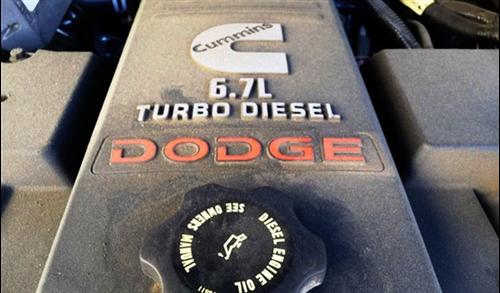 Cummins
6.7L
TURBO DIESEL
DODGE
DIESEL ENGINE OIL
SEE OWNERS MANUAL